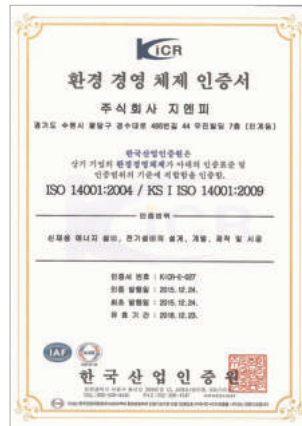 KICR
환경 경영 체제 인증서
주식회사 지엔피
경기도 수원시 팔달구 경수대로 466번길 44 우진빌딩 7층 (인계동)
한국산업인증원은
상기 기업의 환경경영체제가 아래의 인증표준 및
인증범위의 기준에 적합함을 인증함.
ISO 14001:2004 / KS I ISO 14001:2009
인증범위
신재생 에너지 설비, 전기설비의 설계, 개발, 제작 및 시공
인증서 번호 : KICR-E-027
인증 발행일 : 2015.12.24.
최초 발행일 : 2015.12.24.
유 효 기 간 : 2018.12.23.
IAF
한국산업인증원